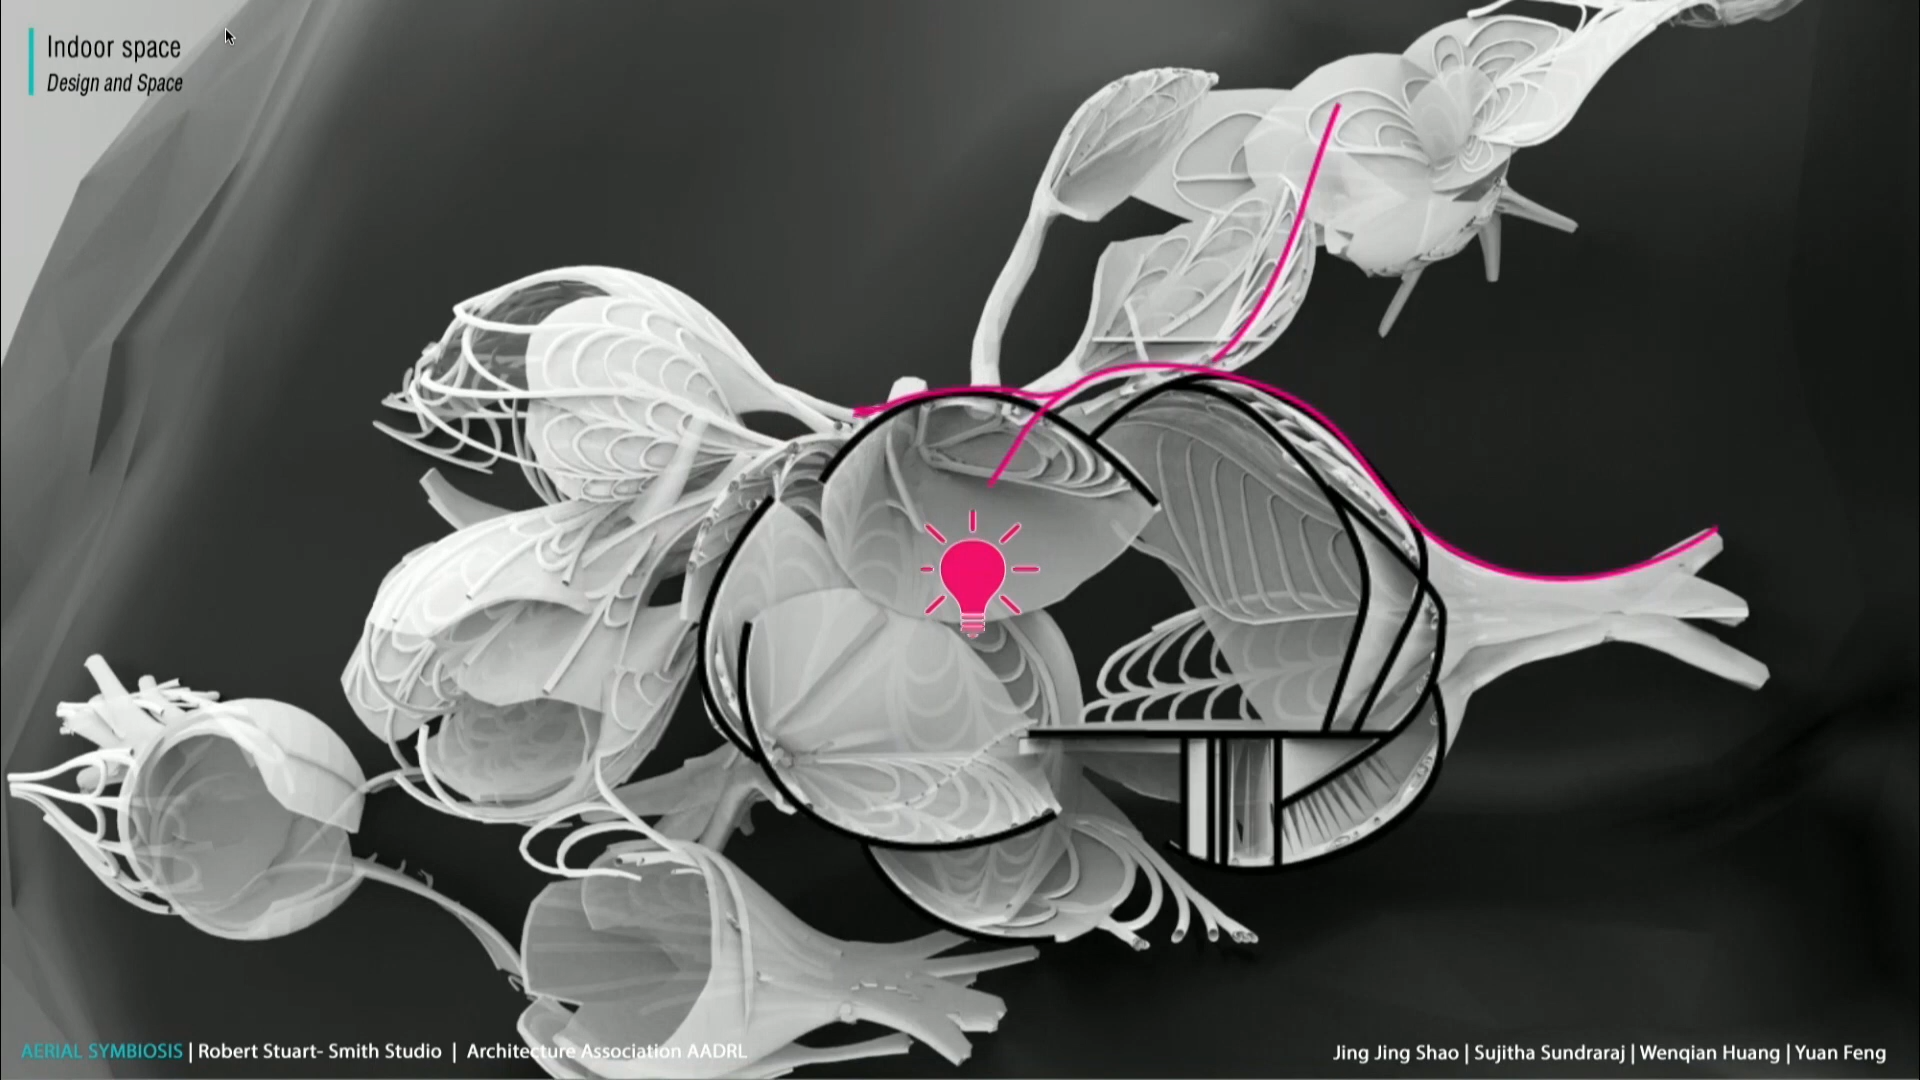 Indoor space
Design and Space
AERIAL SYMBIOSIS | Robert Stuart- Smith Studio | Architecture Association AADRL
Jing Jing Shao | Sujitha Sundraraj | Wenqian Huang | Yuan Feng